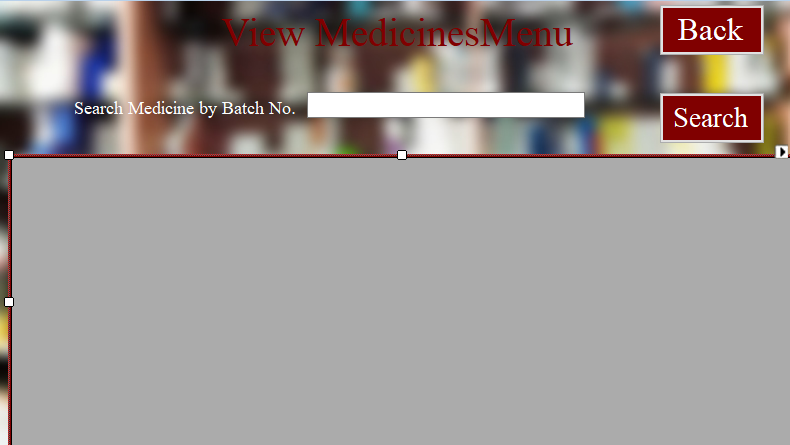 View MedicinesMenu
Back
Search Medicine by Batch No.
Search